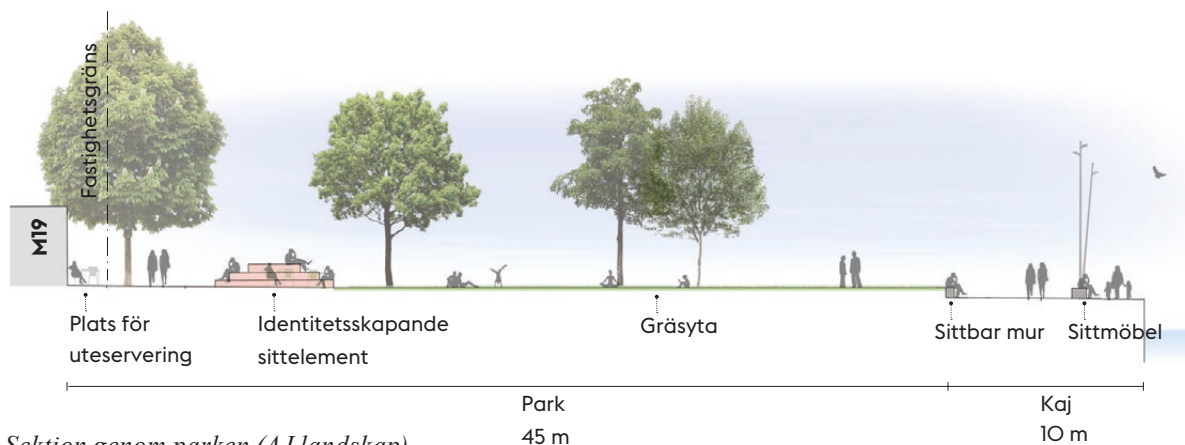 Fastighetsgräns
M19
Plats för
uteservering
Identitetsskapande
sittelement
Gräsyta
Sittbar mur
Sittmöbel
Park
45 m
Kaj
10 m
Sektion genom parken (AJ landskap)